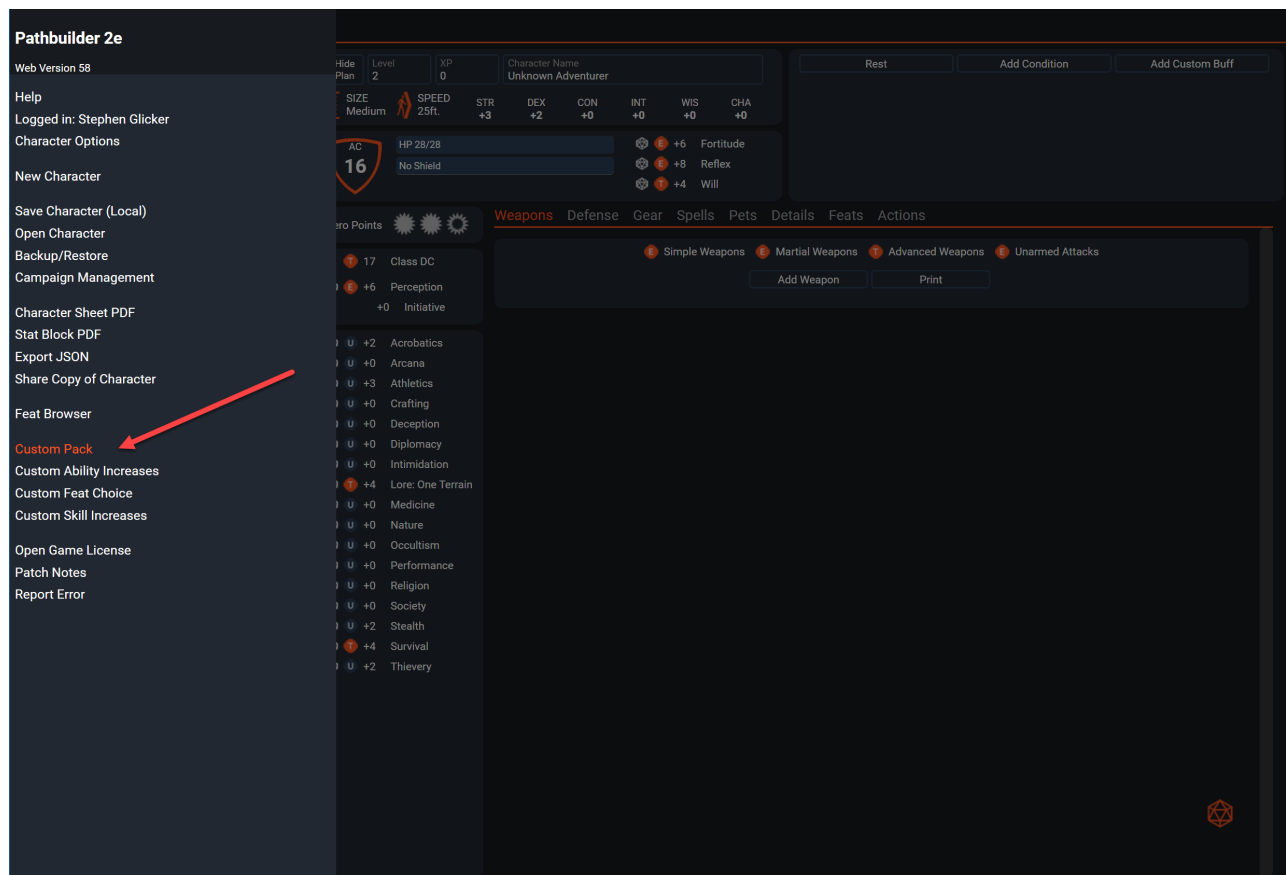 Pathbuilder 2e
Web Version 58
Help
Logged in: Stephen Glicker
Character Options
New Character
Save Character (Local)
Open Character
Backup/Restore
Campaign Management
Character Sheet PDF
Stat Block PDF
Export JSON
Share Copy of Character
Feat Browser
Custom Pack
Custom Ability Increases
Custom Feat Choice
Custom Skill Increases
Open Game License
Patch Notes
Report Error
Hide Plan
Level
2
XP
0
Character Name
Unknown Adventurer
Rest
Add Condition
Add Custom Buff
SIZE
Medium
SPEED
25ft.
STR DEX CON INT WIS CHA
+3 +2 +0 +0 +0 +0
AC
16
HP 28/28
No Shield
E +6 Fortitude
E +8 Reflex
T +4 Will
ero Points
T 17 Class DC
E +6 Perception
+0 Initiative
U +2 Acrobatics
U +0 Arcana
U +3 Athletics
U +0 Crafting
U +0 Deception
U +0 Diplomacy
U +0 Intimidation
T +4 Lore: One Terrain
U +0 Medicine
U +0 Nature
U +0 Occultism
U +0 Performance
U +0 Religion
U +0 Society
U +2 Stealth
T +4 Survival
U +2 Thievery
Weapons Defense Gear Spells Pets Details Feats Actions
E Simple Weapons E Martial Weapons T Advanced Weapons E Unarmed Attacks
Add Weapon Print